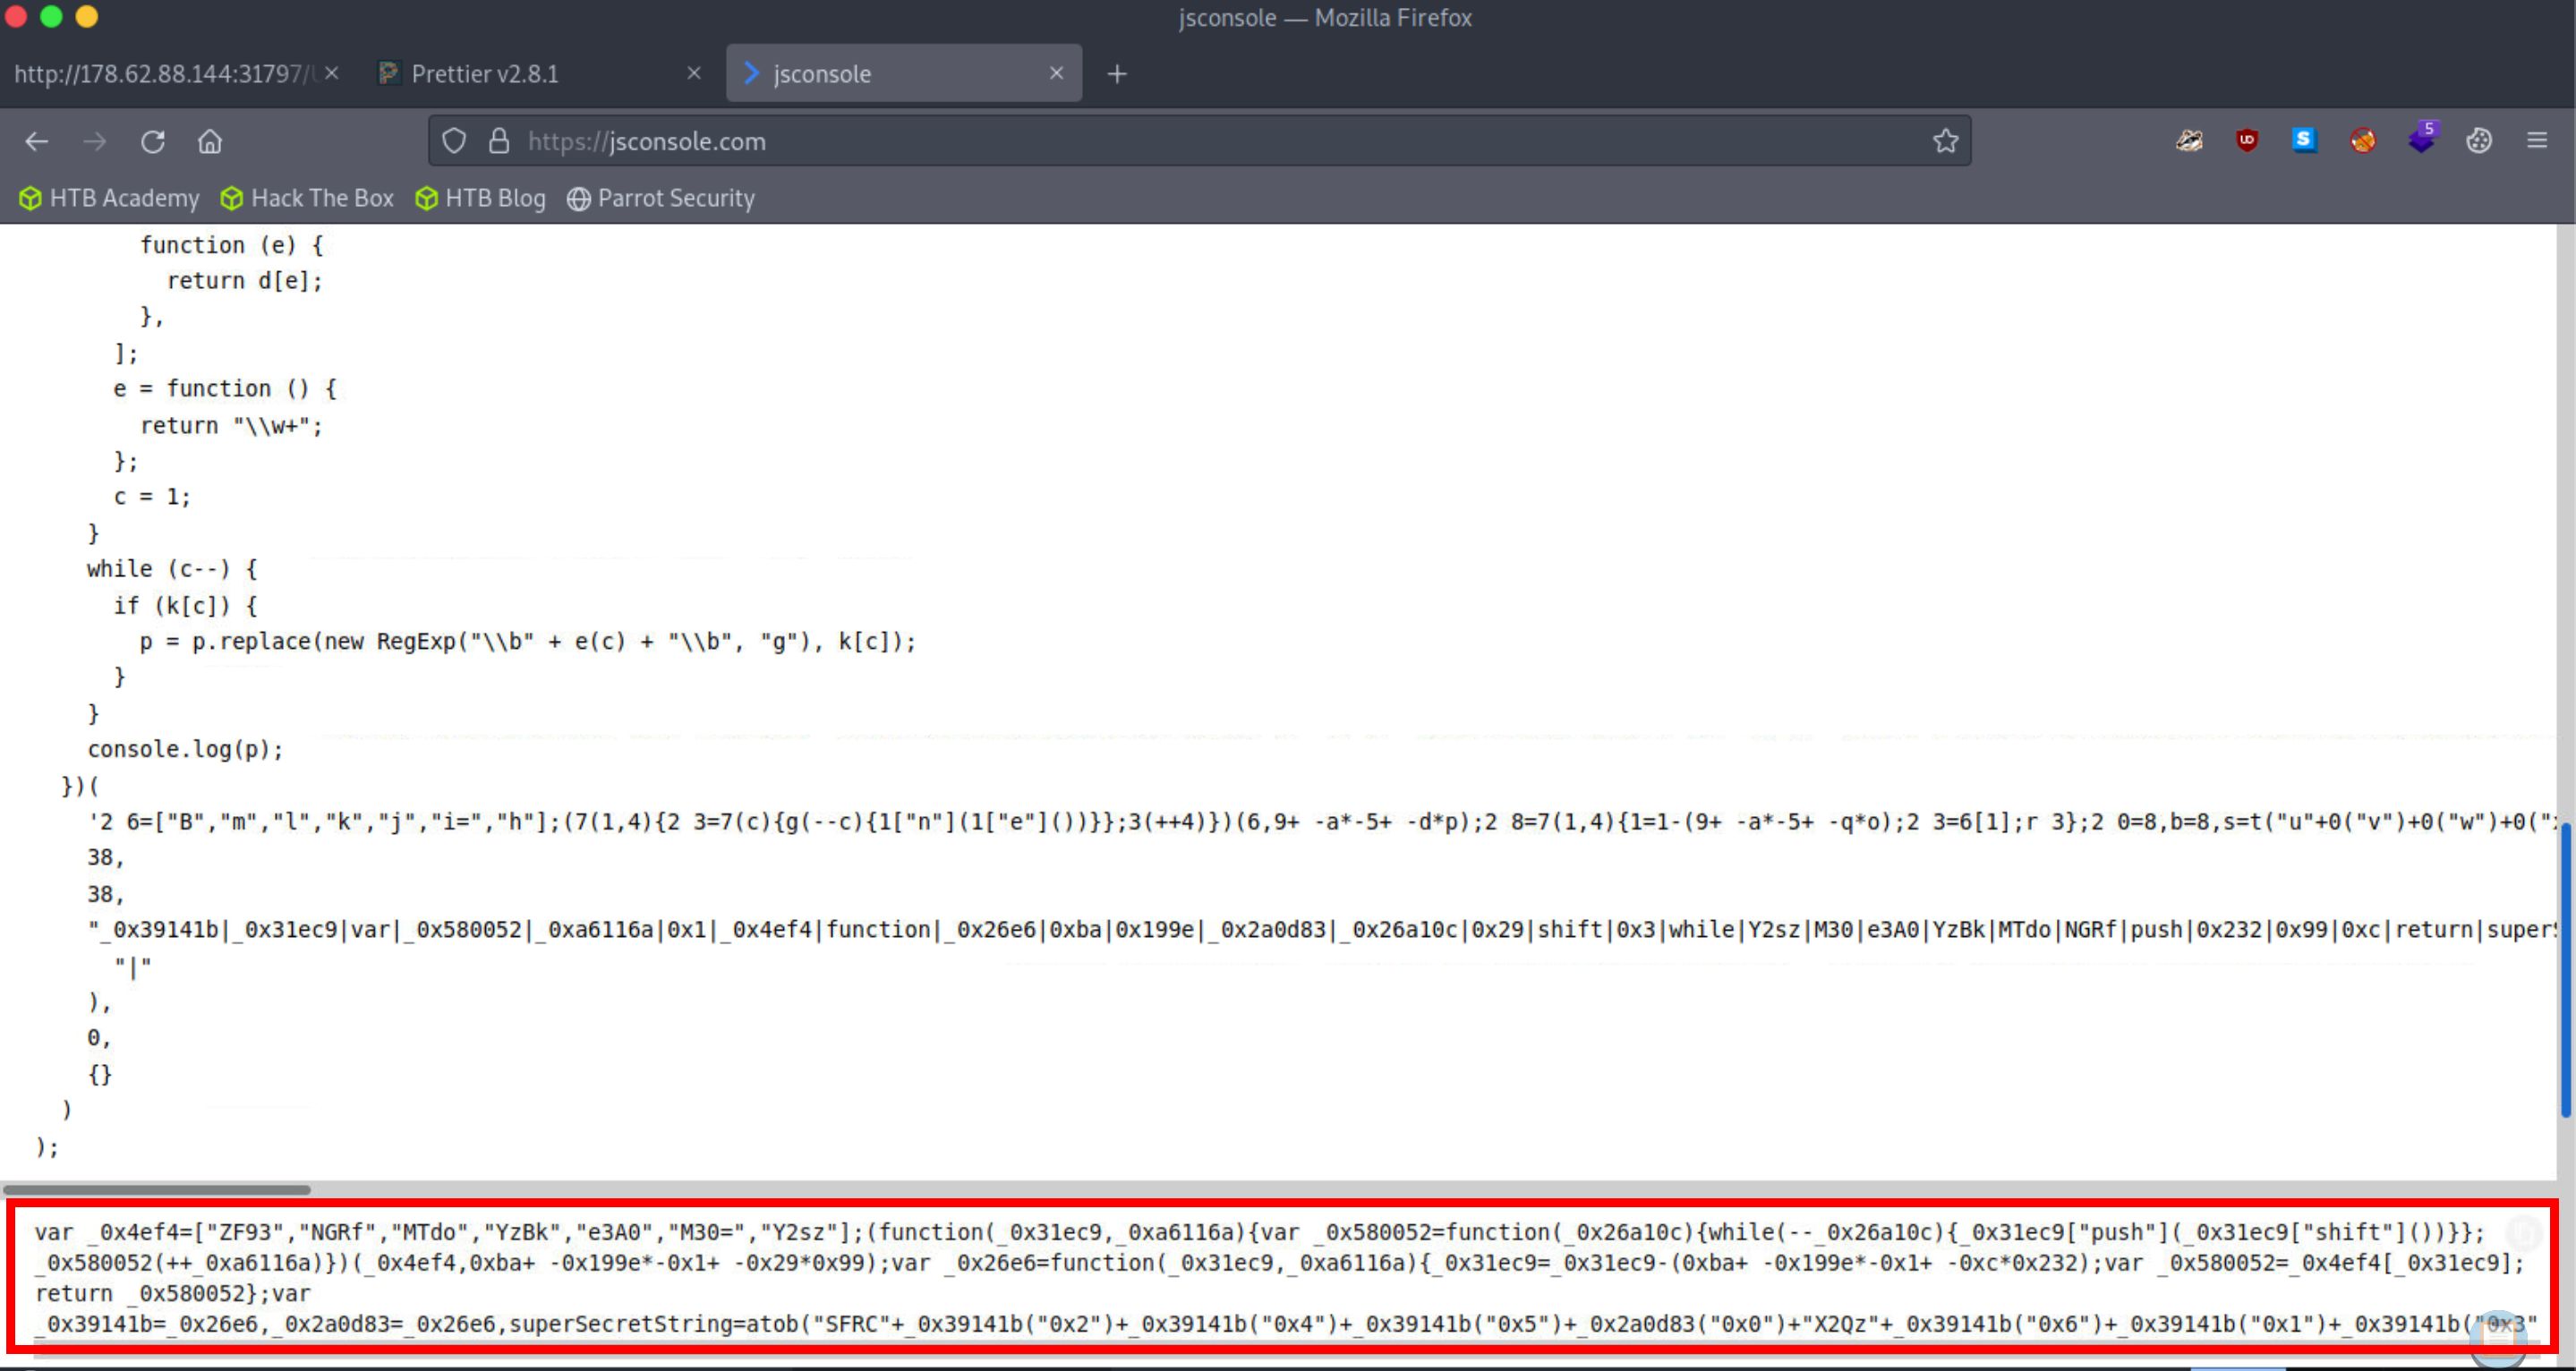 jsconsole — Mozilla Firefox
http://178.62.88.144:31797/
Prettier v2.8.1
jsconsole
https://jsconsole.com
5
HTB Academy
Hack The Box
HTB Blog
Parrot Security
function (e) {
return d[e];
},
];
e = function () {
return "\\w+";
};
c = 1;
}
while (c--) {
if (k[c]) {
p = p.replace(new RegExp("\\b" + e(c) + "\\b", "g"), k[c]);
}
}
console.log(p);
})(
'2 6=["B","m","l","k","j","i=","h"];(7(1,4){2 3=7(c){g(--c){1["n"](1["e"]())}};3(++4)})(6,9+ -a*-5+ -d*p);2 8=7(1,4){1=1-(9+ -a*-5+ -q*o);2 3=6[1];r 3};2 0=8,b=8,s=t("u"+0("v")+0("w")+0("
38,
38,
"_0x39141b|_0x31ec9|var|_0x580052|_0xa6116a|0x1|_0x4ef4|function|_0x26e6|0xba|0x199e|_0x2a0d83|_0x26a10c|0x29|shift|0x3|while|Y2sz|M30|e3A0|YzBk|MTdo|NGRf|push|0x232|0x99|0xc|return|super
"|"
),
0,
{}
)
);
var _0x4ef4=["ZF93","NGRf","MTdo","YzBk","e3A0","M30=","Y2sz"];(function(_0x31ec9,_0xa6116a){var _0x580052=function(_0x26a10c){while(--_0x26a10c){_0x31ec9["push"](_0x31ec9["shift"]())}};
_0x580052(++_0xa6116a)})(_0x4ef4,0xba+ -0x199e*-0x1+ -0x29*0x99);var _0x26e6=function(_0x31ec9,_0xa6116a){_0x31ec9=_0x31ec9-(0xba+ -0x199e*-0x1+ -0xc*0x232);var _0x580052=_0x4ef4[_0x31ec9];
return _0x580052};var
_0x39141b=_0x26e6,_0x2a0d83=_0x26e6,superSecretString=atob("SFRC"+_0x39141b("0x2")+_0x39141b("0x4")+_0x39141b("0x5")+_0x2a0d83("0x0")+"X2Qz"+_0x39141b("0x6")+_0x39141b("0x1")+_0x39141b("0x3"